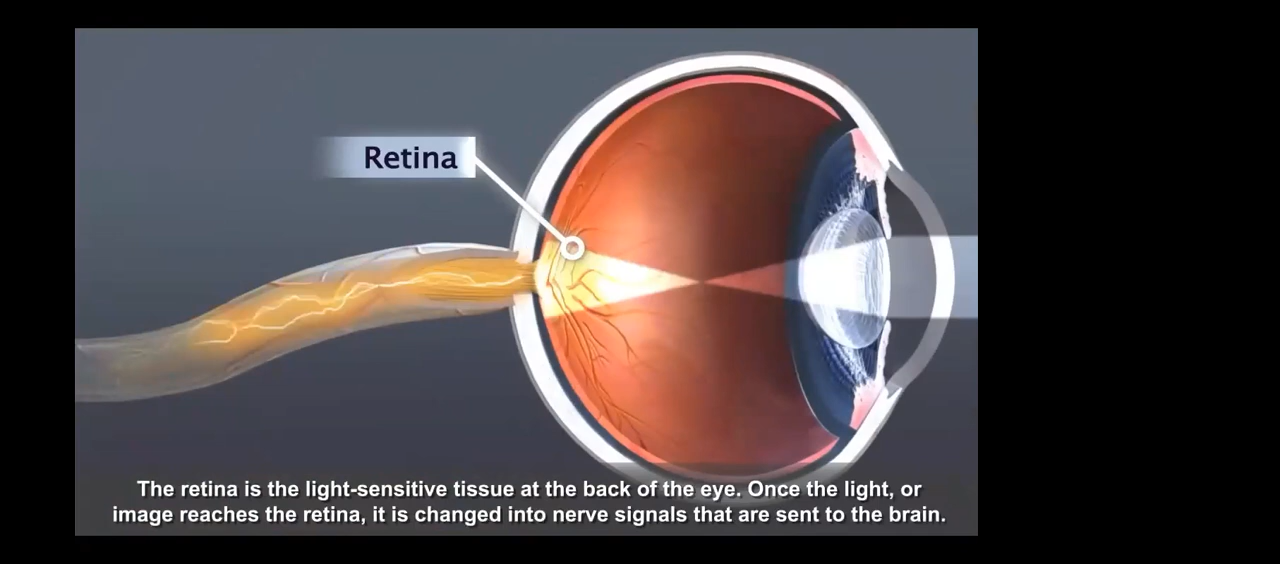 Retina
The retina is the light-sensitive tissue at the back of the eye. Once the light, or
image reaches the retina, it is changed into nerve signals that are sent to the brain.